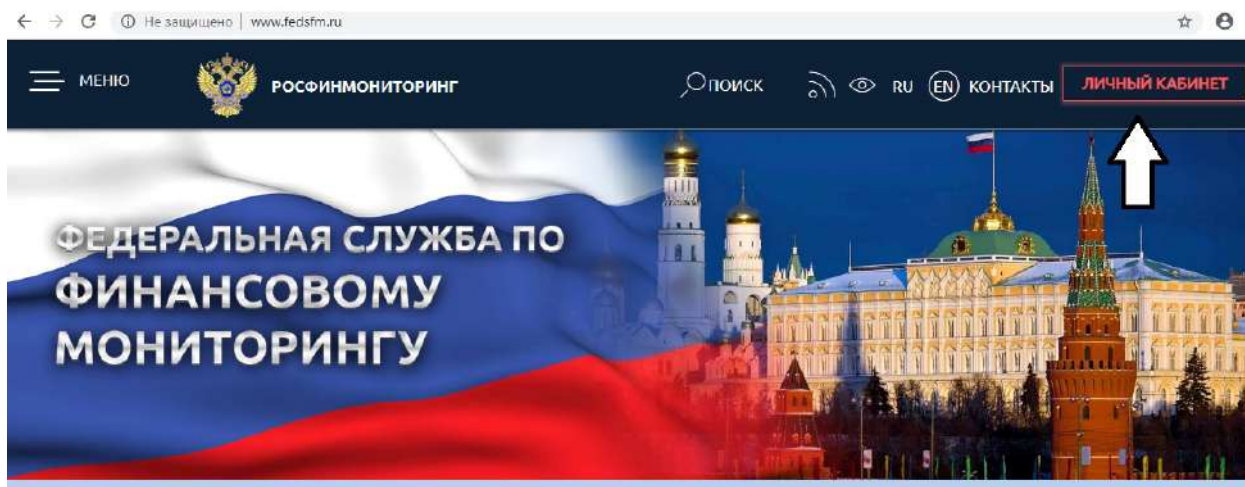 Не защищено | www.fedsfm.ru
МЕНЮ РОСФИНМОНИТОРИНГ ПОИСК RU EN КОНТАКТЫ ЛИЧНЫЙ КАБИНЕТ
ФЕДЕРАЛЬНАЯ СЛУЖБА ПО
ФИНАНСОВОМУ
МОНИТОРИНГУ